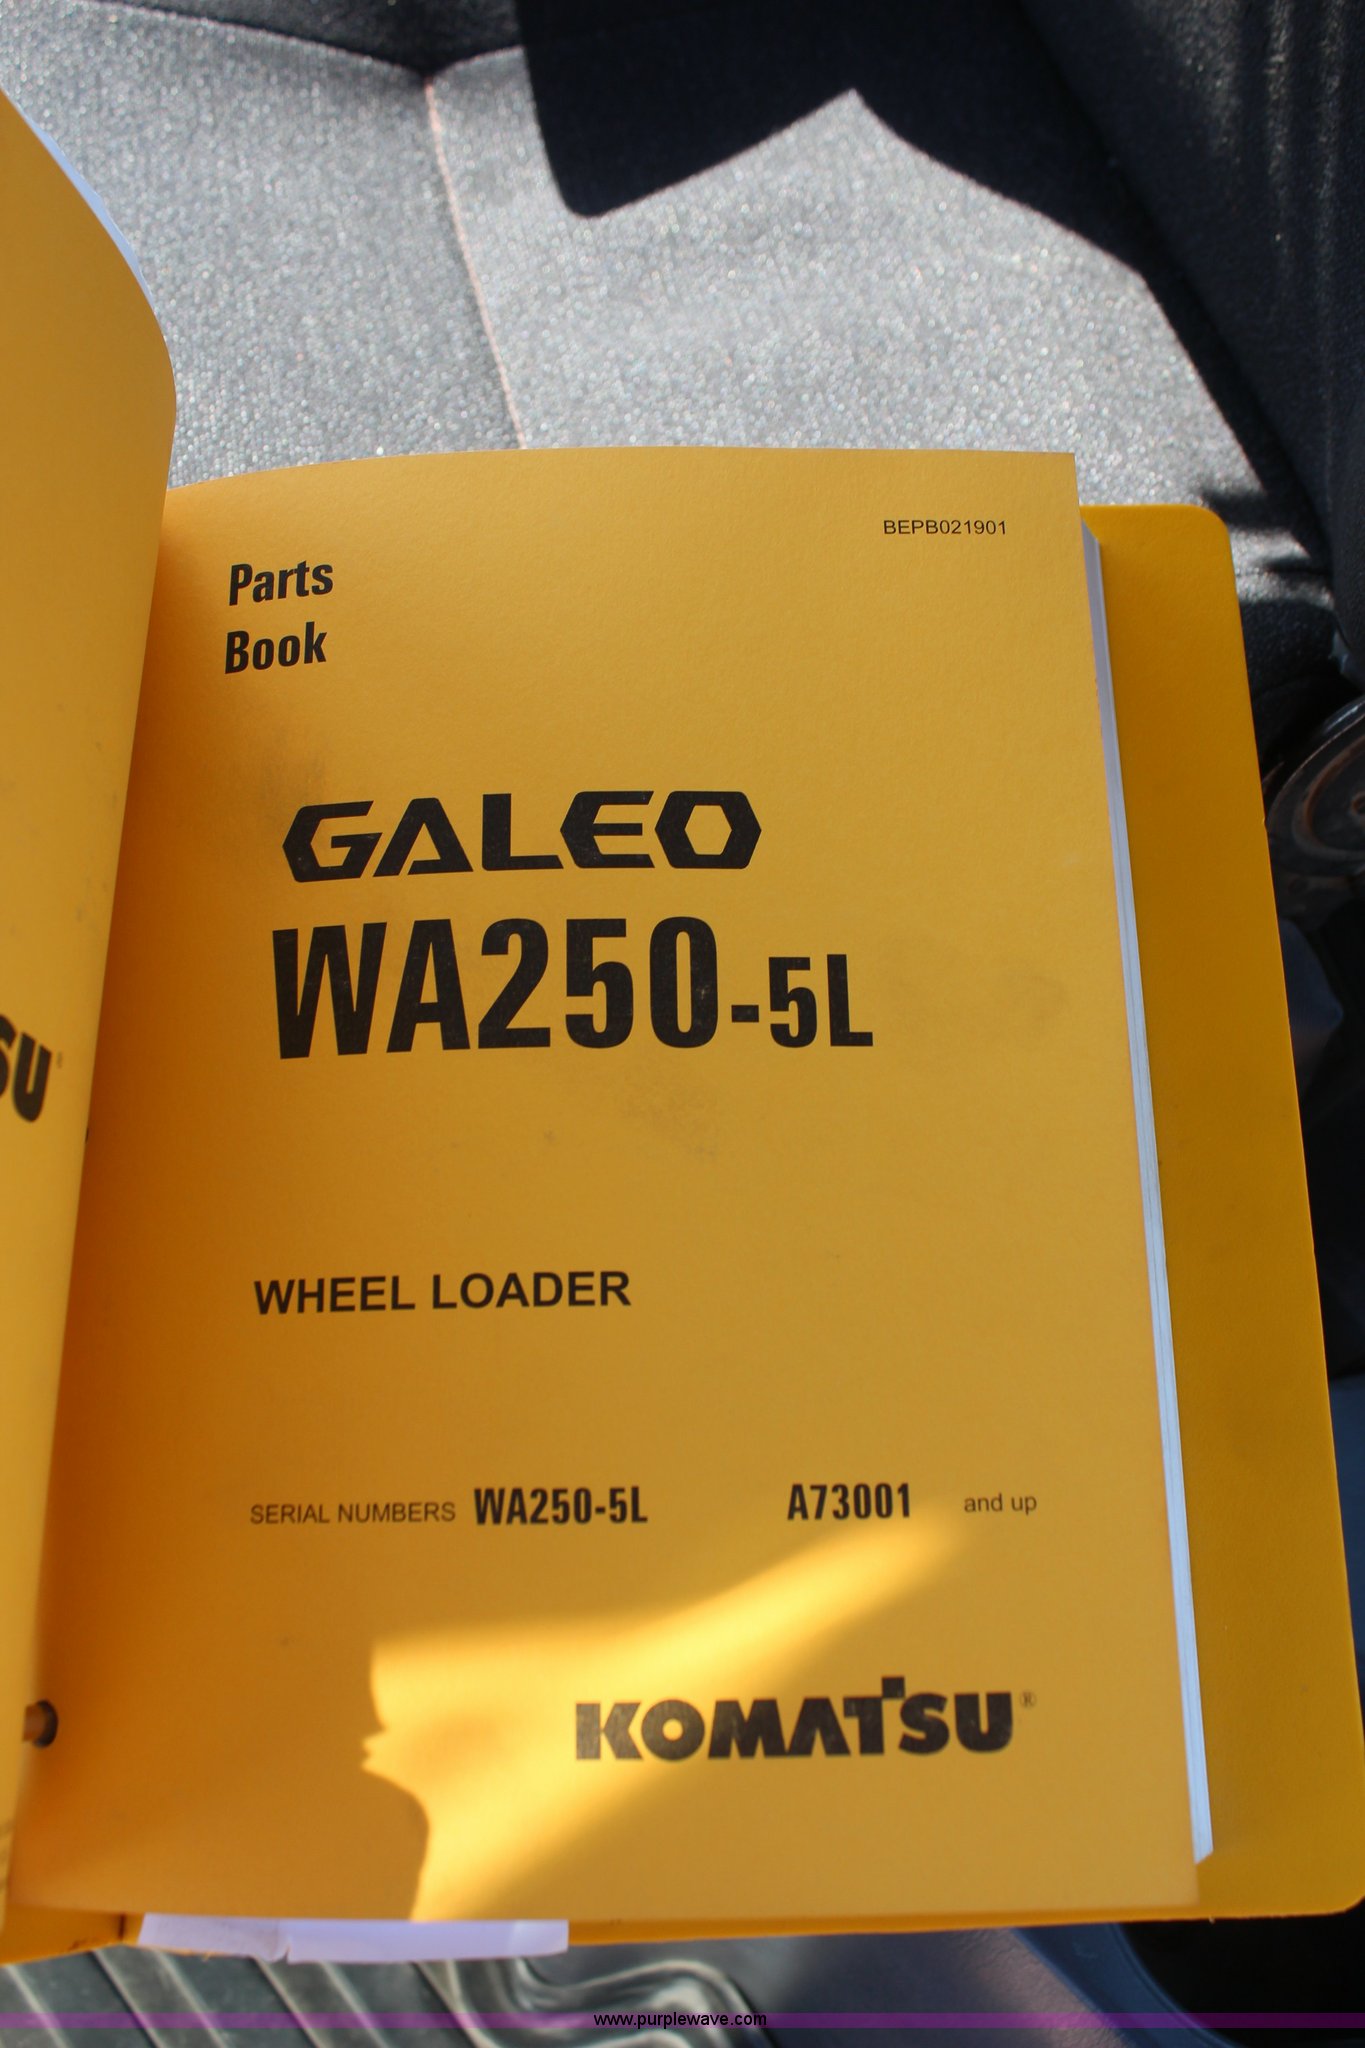 BEPB021901
Parts
Book
GALEO
WA250-5L
WHEEL LOADER
SERIAL NUMBERS WA250-5L A73001 and up
KOMATSU®
SU®
www.purplewave.com